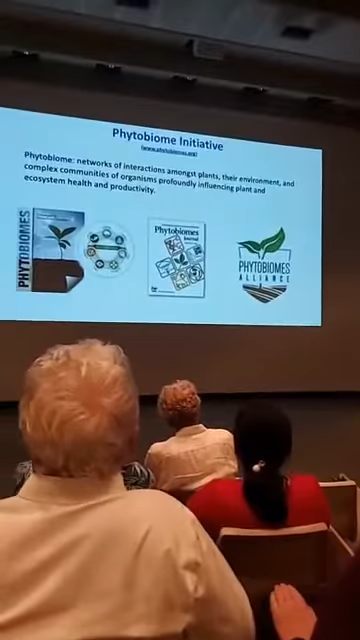 Phytobiome Initiative
(www.phytobiomes.org)
Phytobiome: networks of interactions amongst plants, their environment, and
complex communities of organisms profoundly influencing plant and
ecosystem health and productivity.
PHYTOBIOMES
Phytobiomes
Journal
PHYTOBIOMES
ALLIANCE